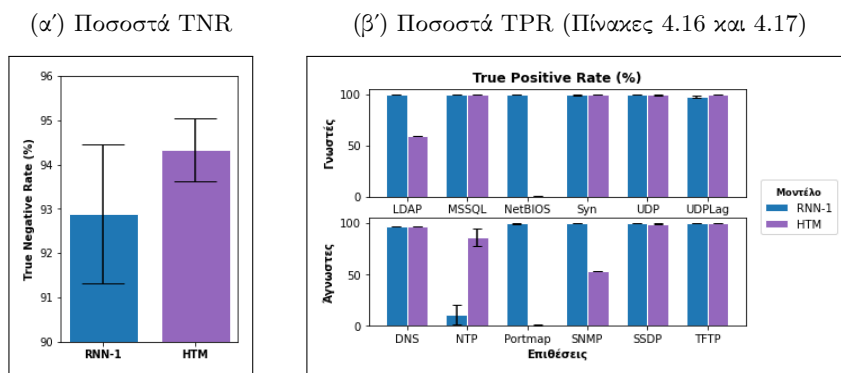 (α΄) Ποσοστά TNR
(β΄) Ποσοστά TPR (Πίνακες 4.16 και 4.17)
96
95
94
93
92
91
90
True Negative Rate (%)
RNN-1 HTM
True Positive Rate (%)
100
50
0
Γνωστές
LDAP MSSQL NetBIOS Syn UDP UDPLag
100
50
0
Άγνωστες
DNS NTP Portmap SNMP SSDP TFTP
Επιθέσεις
Μοντέλο
RNN-1
HTM